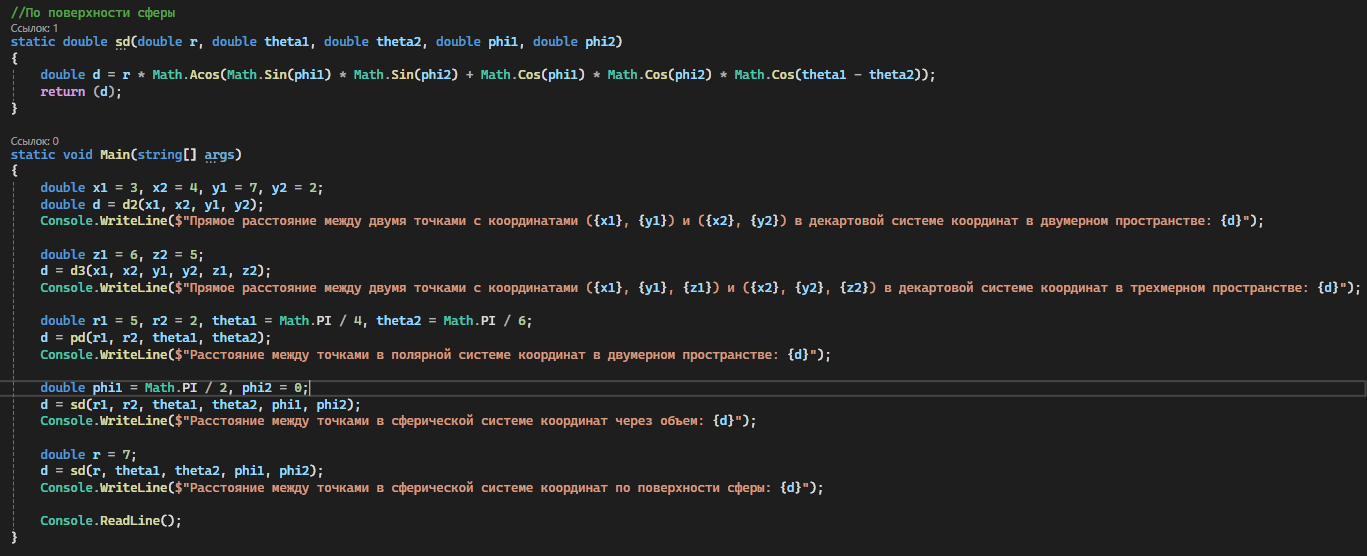 //По поверхности сферы
Ссылок: 1
static double sd(double r, double theta1, double theta2, double phi1, double phi2)
{
    double d = r * Math.Acos(Math.Sin(phi1) * Math.Sin(phi2) + Math.Cos(phi1) * Math.Cos(phi2) * Math.Cos(theta1 - theta2));
    return (d);
}
Ссылок: 0
static void Main(string[] args)
{
    double x1 = 3, x2 = 4, y1 = 7, y2 = 2;
    double d = d2(x1, x2, y1, y2);
    Console.WriteLine($"Прямое расстояние между двумя точками с координатами ({x1}, {y1}) и ({x2}, {y2}) в декартовой системе координат в двумерном пространстве: {d}");
    double z1 = 6, z2 = 5;
    d = d3(x1, x2, y1, y2, z1, z2);
    Console.WriteLine($"Прямое расстояние между двумя точками с координатами ({x1}, {y1}, {z1}) и ({x2}, {y2}, {z2}) в декартовой системе координат в трехмерном пространстве: {d}");
    double r1 = 5, r2 = 2, theta1 = Math.PI / 4, theta2 = Math.PI / 6;
    d = pd(r1, r2, theta1, theta2);
    Console.WriteLine($"Расстояние между точками в полярной системе координат в двумерном пространстве: {d}");
    double phi1 = Math.PI / 2, phi2 = 0;
    d = sd(r1, r2, theta1, theta2, phi1, phi2);
    Console.WriteLine($"Расстояние между точками в сферической системе координат через объем: {d}");
    double r = 7;
    d = sd(r, theta1, theta2, phi1, phi2);
    Console.WriteLine($"Расстояние между точками в сферической системе координат по поверхности сферы: {d}");
    Console.ReadLine();
}